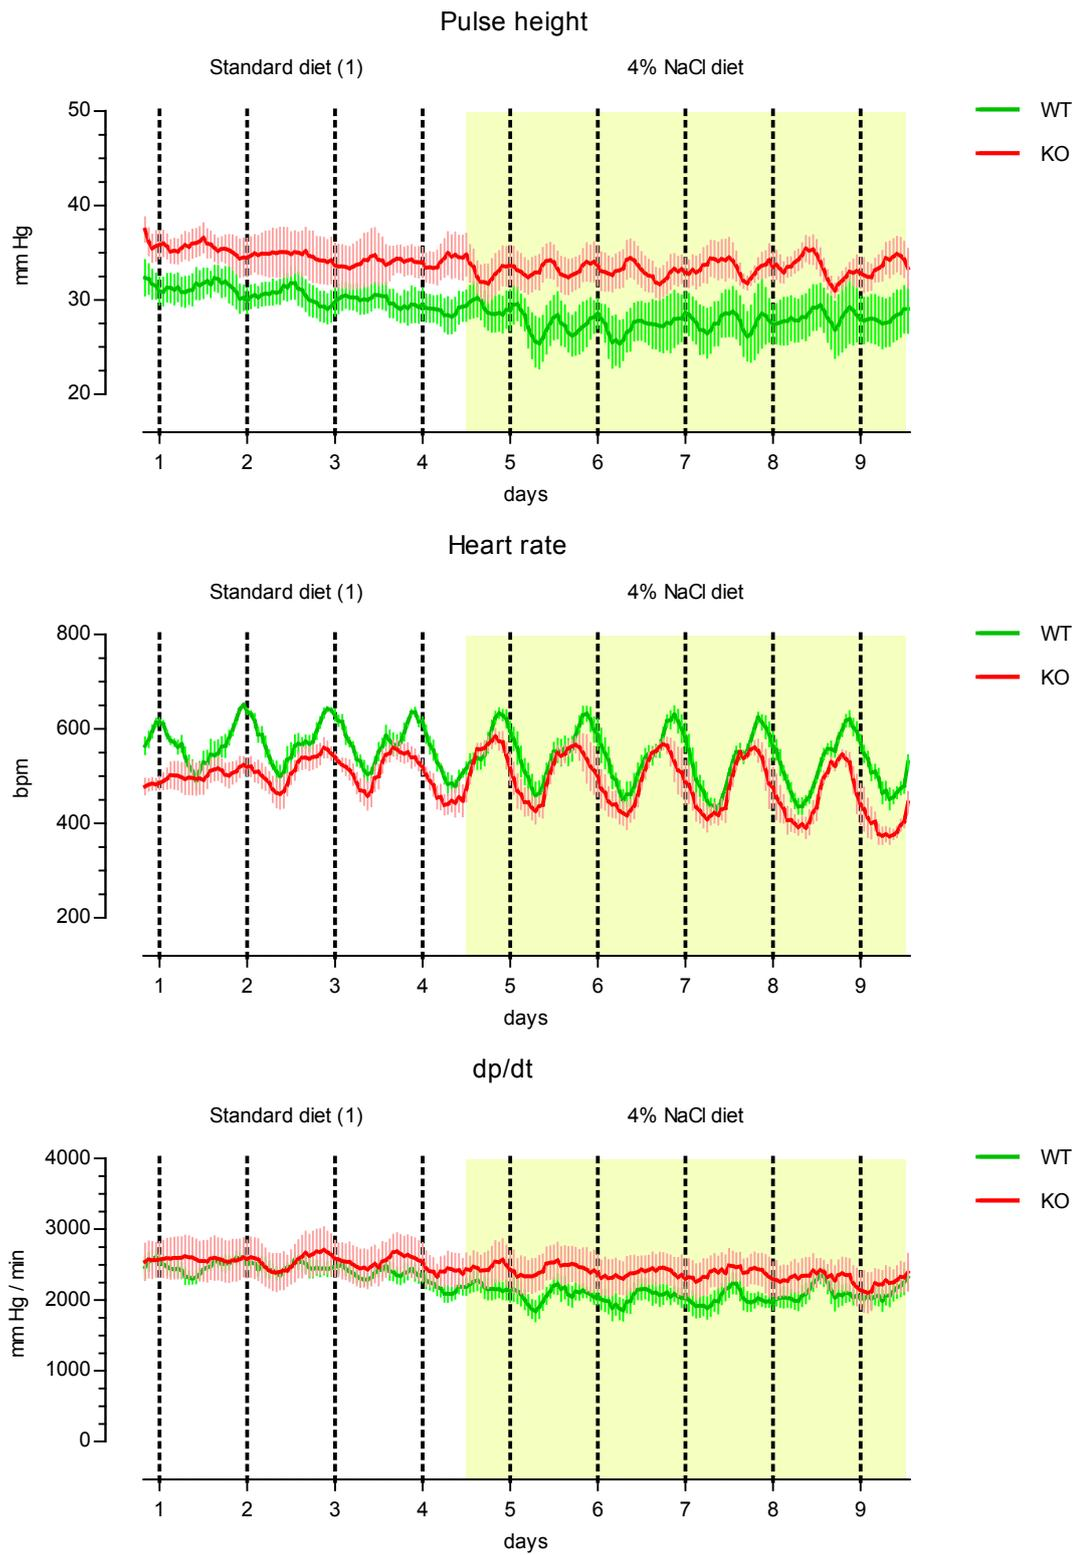 Pulse height
Standard diet (1) 4% NaCl diet
50
40
30
20
mm Hg
WT
KO
1 2 3 4 5 6 7 8 9
days
Heart rate
Standard diet (1) 4% NaCl diet
800
600
400
200
bpm
WT
KO
1 2 3 4 5 6 7 8 9
days
dp/dt
Standard diet (1) 4% NaCl diet
4000
3000
2000
1000
0
mm Hg / min
WT
KO
1 2 3 4 5 6 7 8 9
days